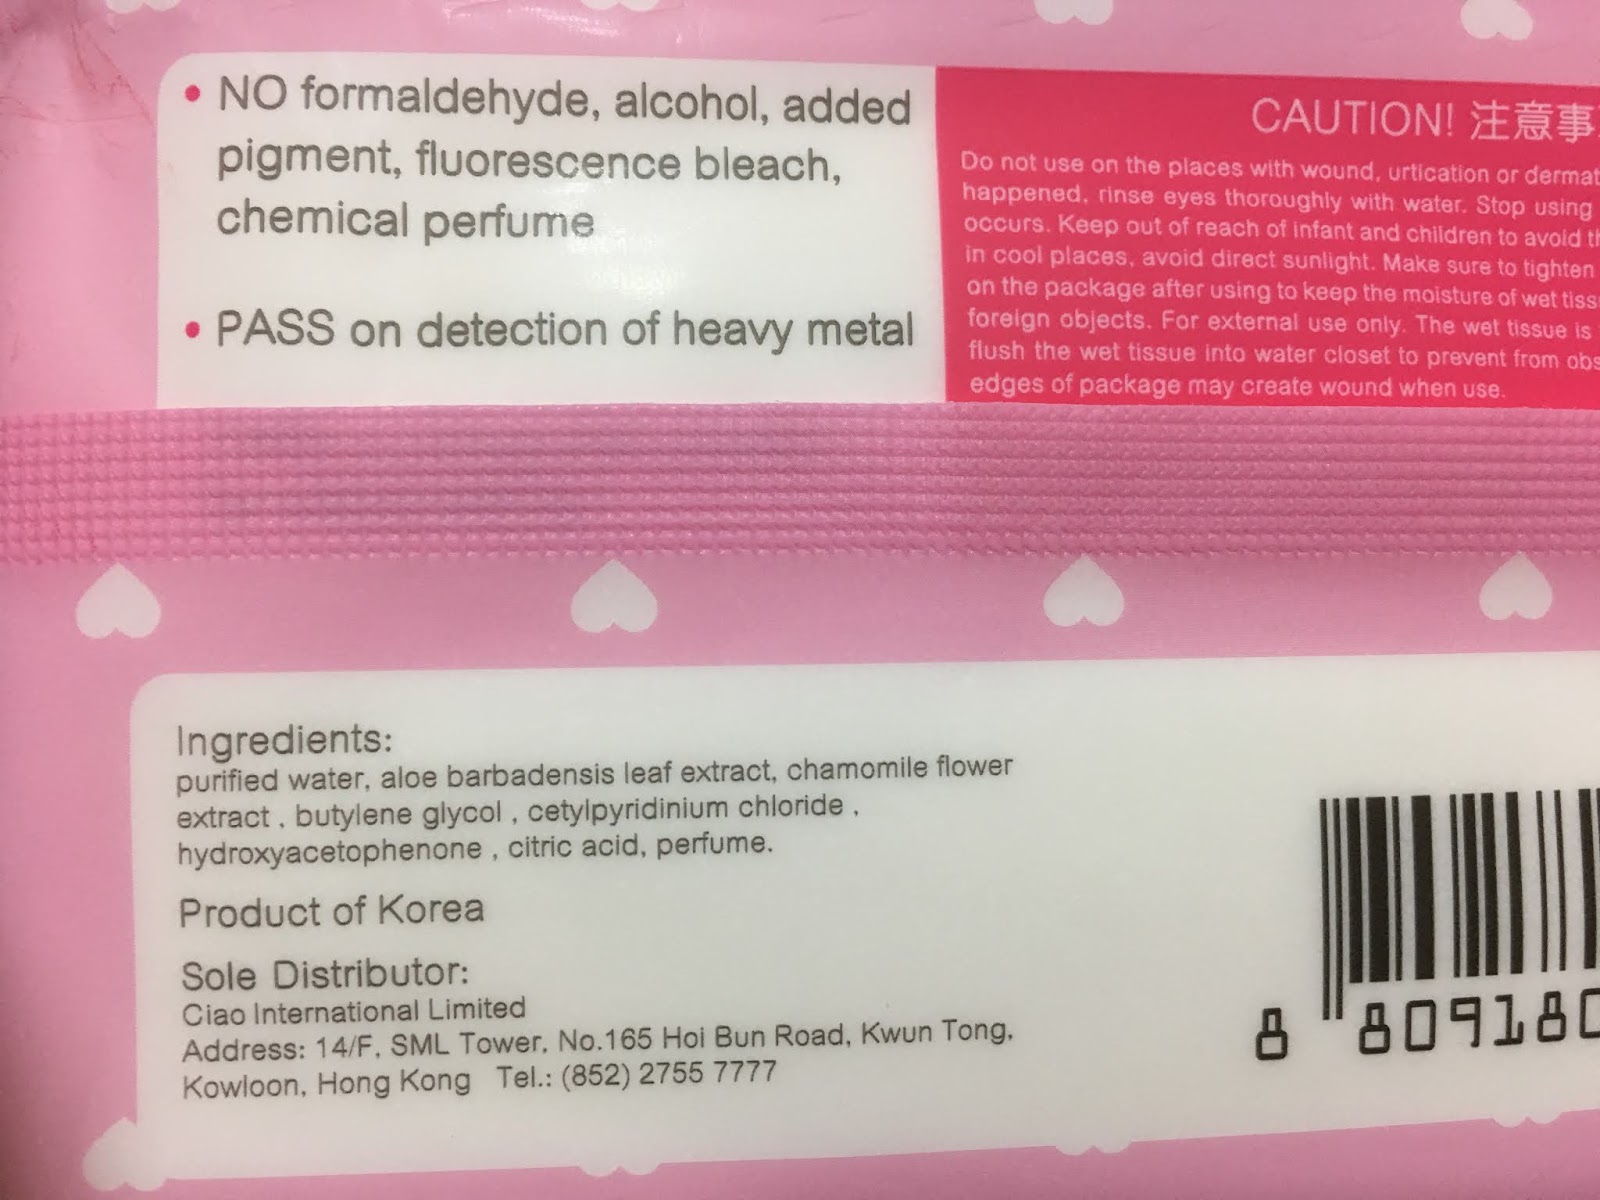 • NO formaldehyde, alcohol, added
pigment, fluorescence bleach,
chemical perfume
• PASS on detection of heavy metal
CAUTION! 注意事
Do not use on the places with wound, urtication or dermat
happened, rinse eyes thoroughly with water. Stop using
occurs. Keep out of reach of infant and children to avoid th
in cool places, avoid direct sunlight. Make sure to tighten
on the package after using to keep the moisture of wet tiss
foreign objects. For external use only. The wet tissue is
flush the wet tissue into water closet to prevent from obs
edges of package may create wound when use.
Ingredients:
purified water, aloe barbadensis leaf extract, chamomile flower
extract , butylene glycol , cetylpyridinium chloride ,
hydroxyacetophenone , citric acid, perfume.
Product of Korea
Sole Distributor:
Ciao International Limited
Address: 14/F, SML Tower, No.165 Hoi Bun Road, Kwun Tong,
Kowloon, Hong Kong Tel.: (852) 2755 7777
8 809180